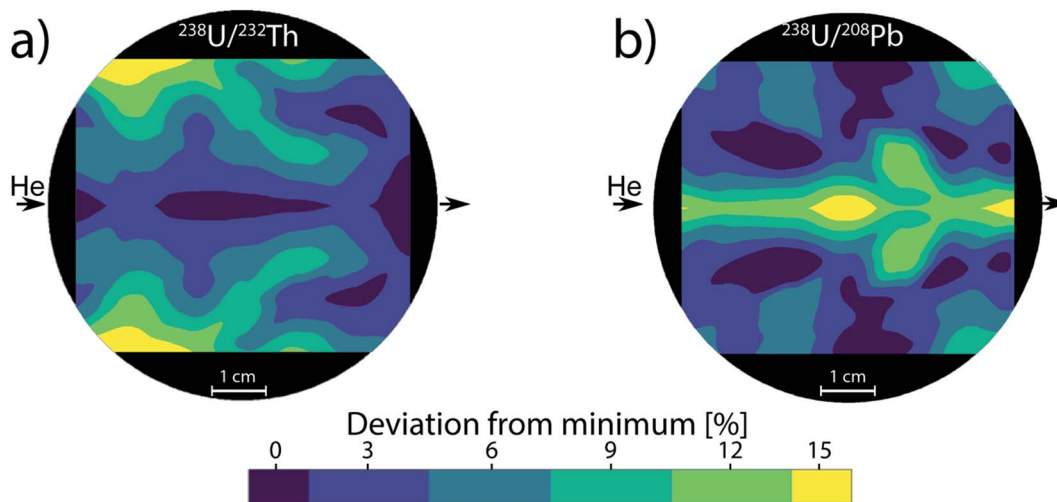 a)
²³⁸U/²³²Th
He
1 cm
b)
²³⁸U/²⁰⁸Pb
He
1 cm
Deviation from minimum [%]
0 3 6 9 12 15